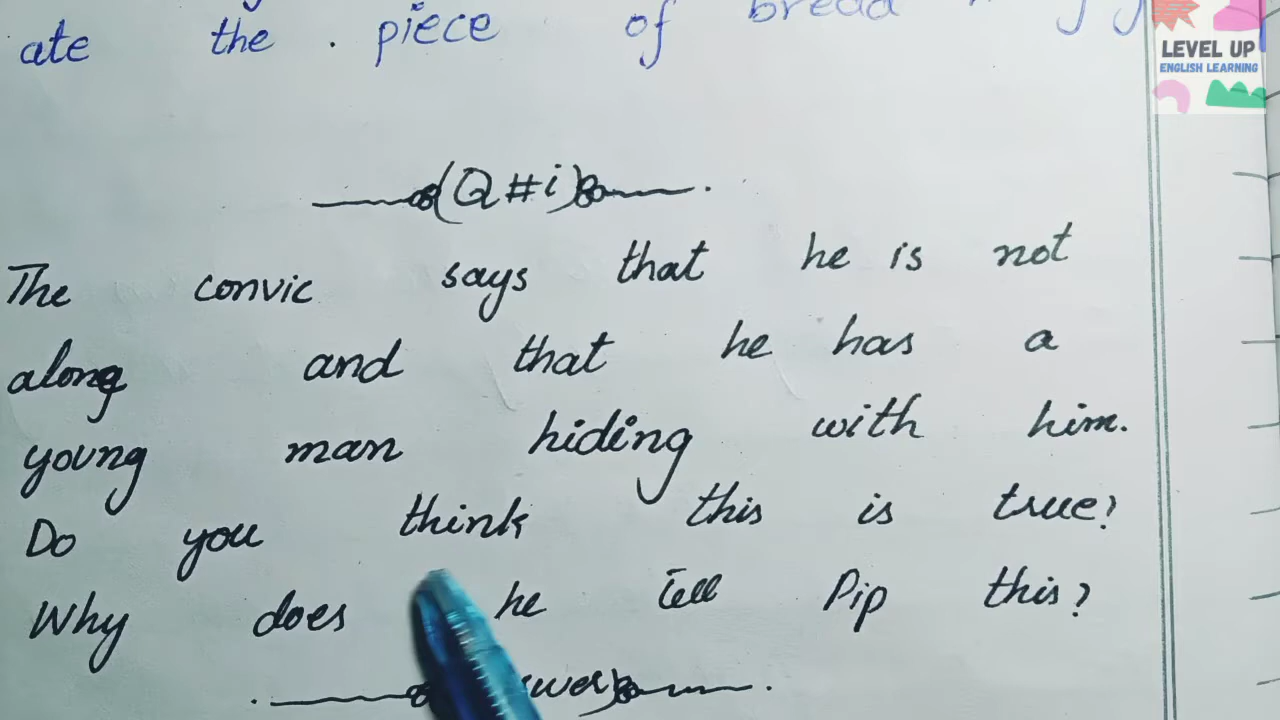 ate the . piece of bread
LEVEL UP
ENGLISH LEARNING
(Q#i)
The convic says that he is not
along and that he has a
young man hiding with him.
Do you think this is true?
Why does he tell Pip this?